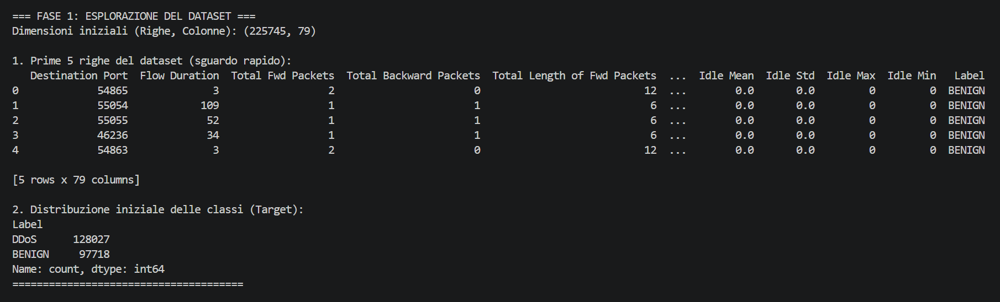 === FASE 1: ESPLORAZIONE DEL DATASET ===
Dimensioni iniziali (Righe, Colonne): (225745, 79)
1. Prime 5 righe del dataset (sguardo rapido):
   Destination Port  Flow Duration  Total Fwd Packets  Total Backward Packets  Total Length of Fwd Packets  ...  Idle Mean  Idle Std  Idle Max  Idle Min   Label
0             54865              3                  2                       0                           12  ...        0.0       0.0         0         0  BENIGN
1             55054            109                  1                       1                            6  ...        0.0       0.0         0         0  BENIGN
2             55055             52                  1                       1                            6  ...        0.0       0.0         0         0  BENIGN
3             46236             34                  1                       1                            6  ...        0.0       0.0         0         0  BENIGN
4             54863              3                  2                       0                           12  ...        0.0       0.0         0         0  BENIGN
[5 rows x 79 columns]
2. Distribuzione iniziale delle classi (Target):
Label
DDoS      128027
BENIGN     97718
Name: count, dtype: int64
======================================